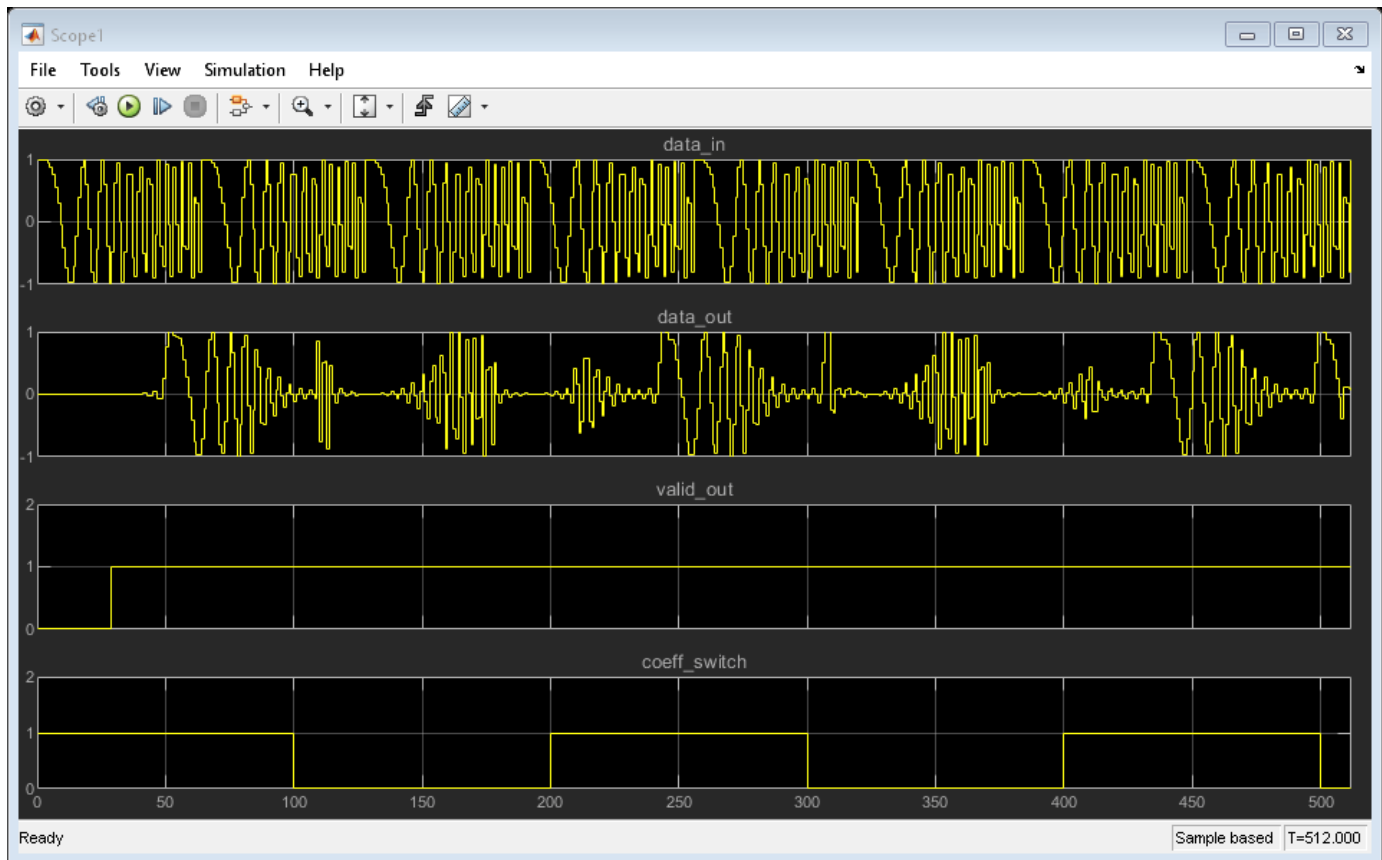 Scope1
File Tools View Simulation Help
data_in
1
0
-1
data_out
1
0
-1
valid_out
2
1
0
coeff_switch
2
1
0
0 50 100 150 200 250 300 350 400 450 500
Ready Sample based T=512.000